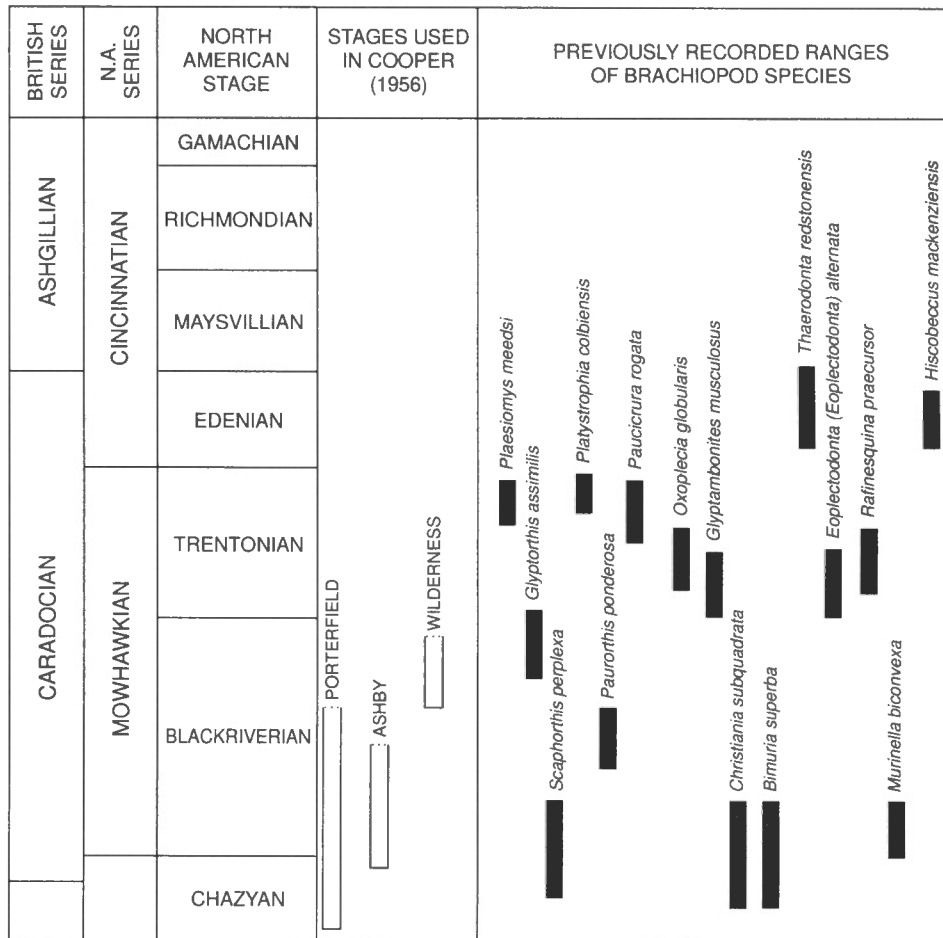 BRITISH
SERIES
N.A.
SERIES
NORTH
AMERICAN
STAGE
STAGES USED
IN COOPER
(1956)
PREVIOUSLY RECORDED RANGES
OF BRACHIOPOD SPECIES
ASHGILLIAN
CARADOCIAN
CINCINNATIAN
MOWHAWKIAN
GAMACHIAN
RICHMONDIAN
MAYSVILLIAN
EDENIAN
TRENTONIAN
BLACKRIVERIAN
CHAZYAN
PORTERFIELD
ASHBY
WILDERNESS
Plaesiomys meedsi
Glyptorthis assimilis
Scaphorthis perplexa
Platystrophia colbiensis
Paurorthis ponderosa
Paucicrura rogata
Oxoplecia globularis
Glyptambonites musculosus
Christiania subquadrata
Bimuria superba
Thaerodonta redstonensis
Eoplectodonta (Eoplectodonta) alternata
Rafinesquina praecursor
Murinella biconvexa
Hiscobeccus mackenziensis